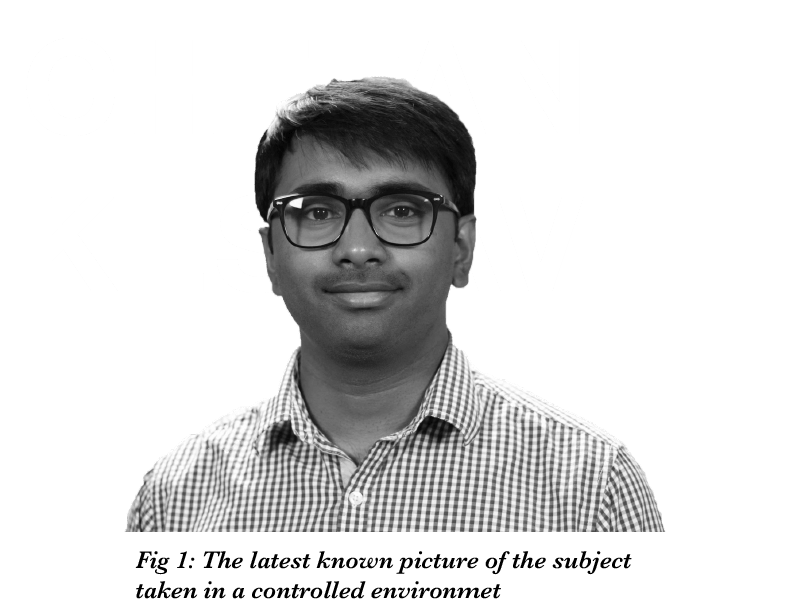 Fig 1: The latest known picture of the subject
taken in a controlled environmet